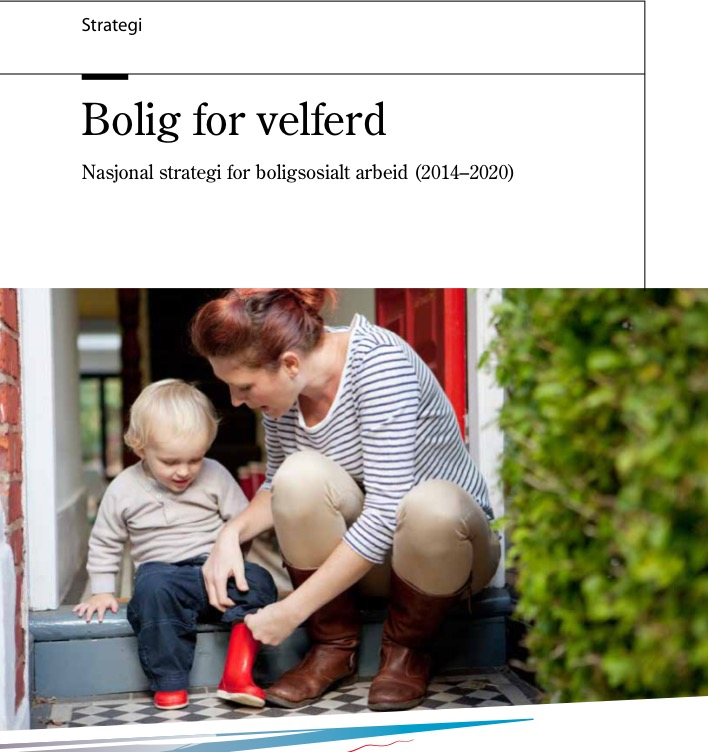 Strategi
Bolig for velferd
Nasjonal strategi for boligsosialt arbeid (2014–2020)